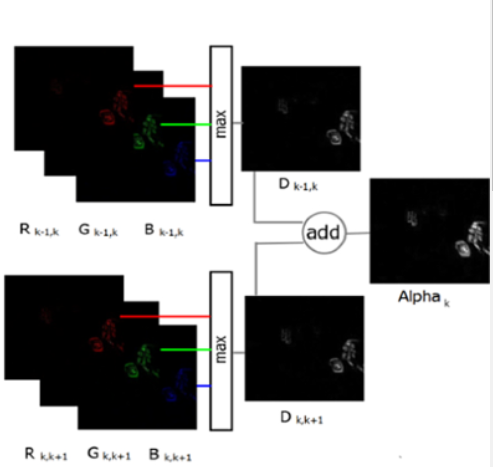 max
D k-1,k
R k-1,k G k-1,k B k-1,k
add
Alpha k
max
D k,k+1
R k,k+1 G k,k+1 B k,k+1